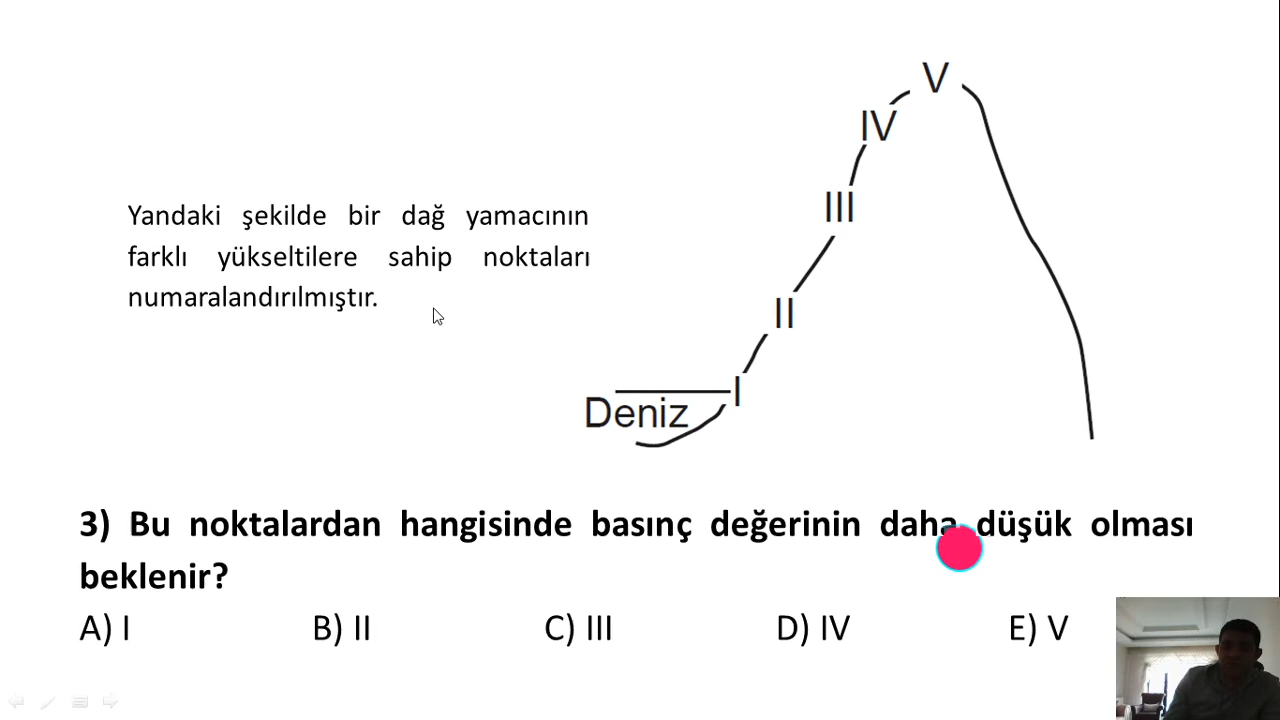 V
IV
III
II
I
Deniz
Yandaki şekilde bir dağ yamacının
farklı yükseltilere sahip noktaları
numaralandırılmıştır.
3) Bu noktalardan hangisinde basınç değerinin daha düşük olması
beklenir?
A) I B) II C) III D) IV E) V